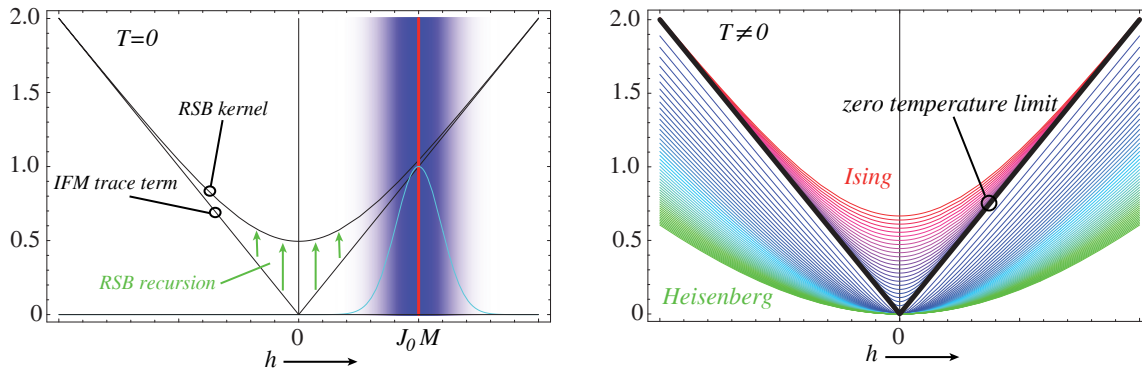 2.0
T=0
RSB kernel
1.5
IFM trace term
1.0
0.5
RSB recursion
0
0
J₀M
h
2.0
T≠0
1.5
zero temperature limit
1.0
Ising
0.5
Heisenberg
0
0
h